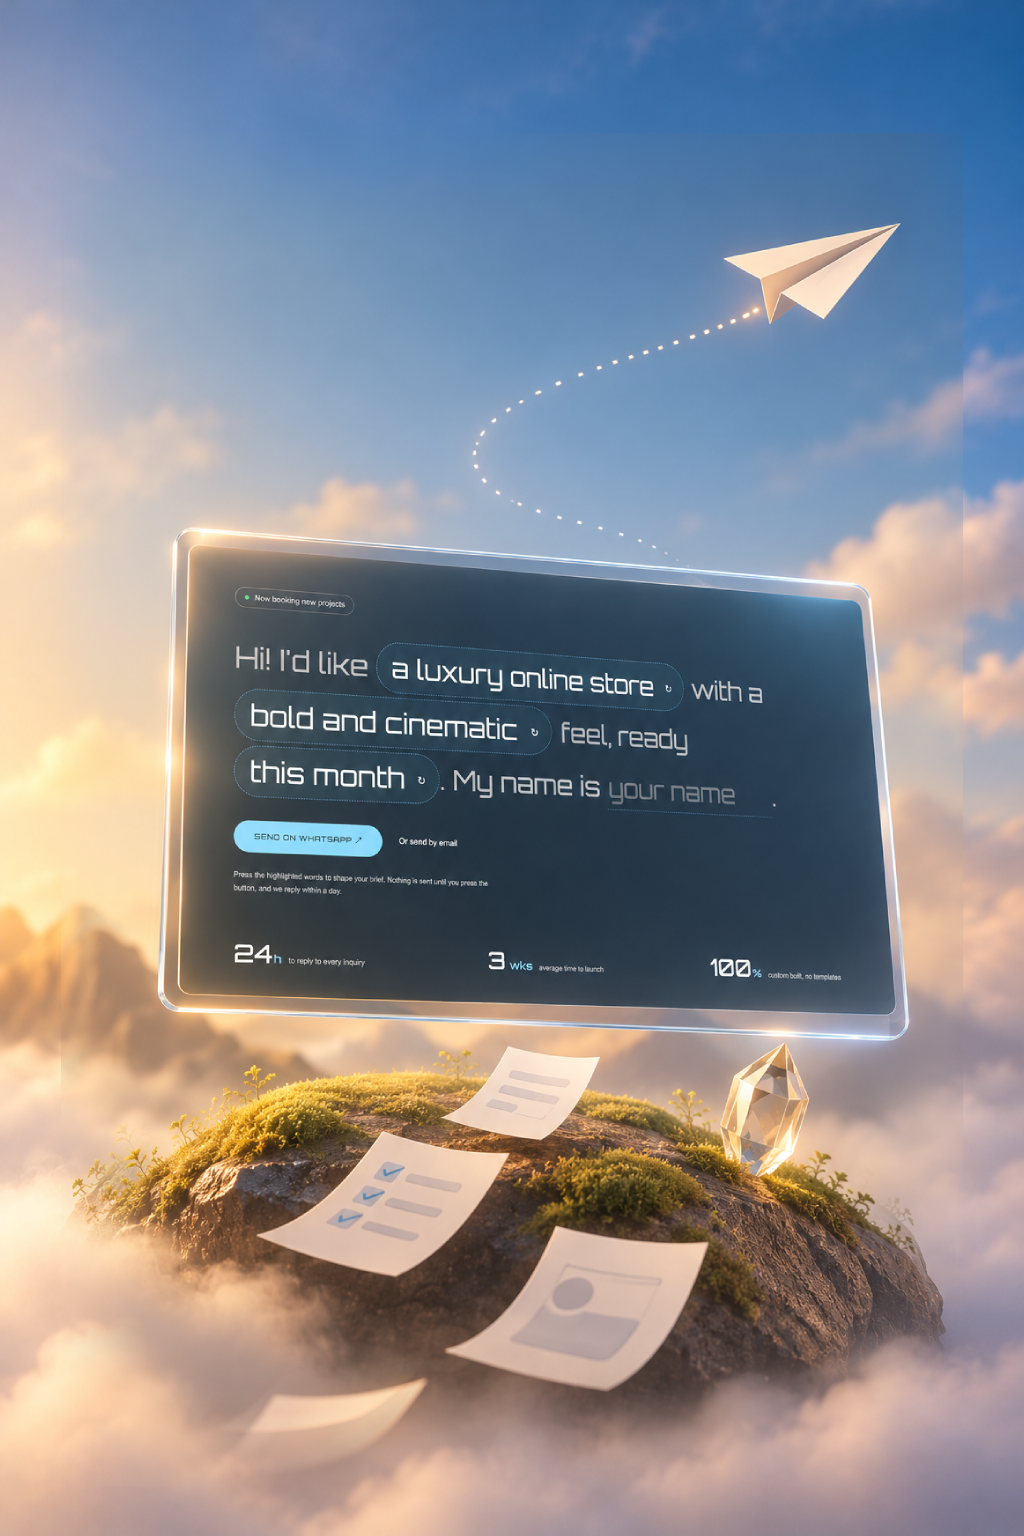 Now booking new projects
Hi! I'd like a luxury online store ↻ with a
bold and cinematic ↻ feel, ready
this month ↻ . My name is your name .
SEND ON WHATSAPP ↗ Or send by email
Press the highlighted words to shape your brief. Nothing is sent until you press the
button, and we reply within a day.
24h to reply to every inquiry 3 wks average time to launch 100% custom built, no templates